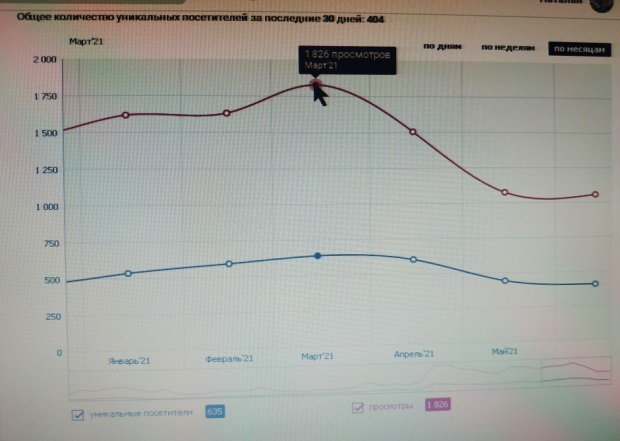 Наталья
Общее количество уникальных посетителей за последние 30 дней: 404
Март'21
1 826 просмотров
Март'21
по дням
по неделям
по месяцам
2 000
1 750
1 500
1 250
1 000
750
500
250
0
Январь'21
Февраль'21
Март'21
Апрель'21
Май'21
уникальные посетители 635
просмотры 1 826